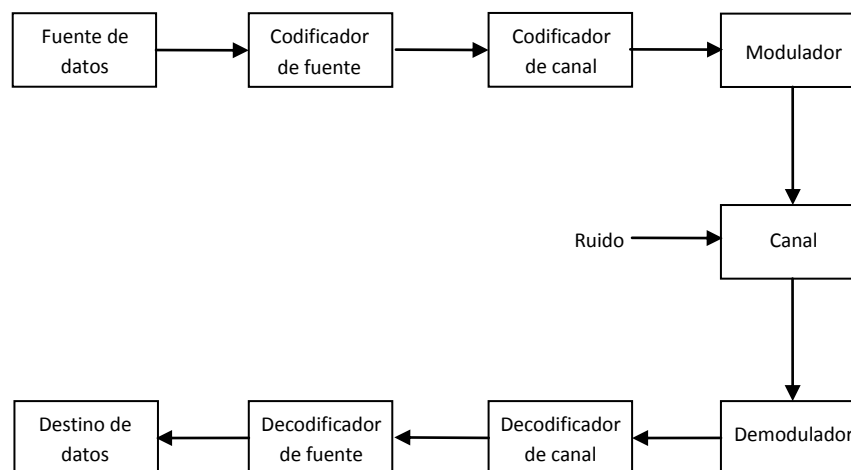 Fuente de
datos
Codificador
de fuente
Codificador
de canal
Modulador
Ruido
Canal
Destino de
datos
Decodificador
de fuente
Decodificador
de canal
Demodulador